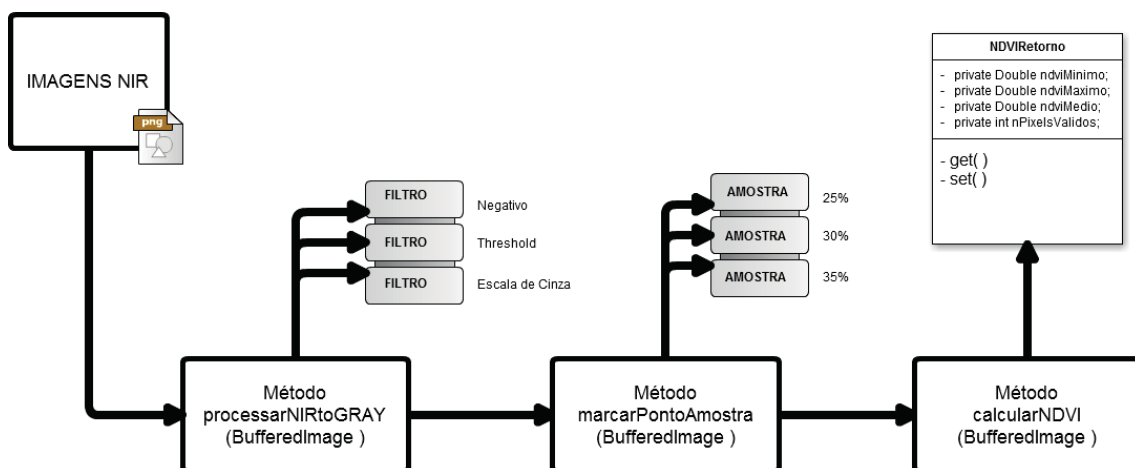 IMAGENS NIR
png
FILTRO
Negativo
FILTRO
Threshold
FILTRO
Escala de Cinza
AMOSTRA
25%
AMOSTRA
30%
AMOSTRA
35%
NDVIRetorno
- private Double ndviMinimo;
- private Double ndviMaximo;
- private Double ndviMedio;
- private int nPixelsValidos;
- get( )
- set( )
Método
processarNIRtoGRAY
(BufferedImage )
Método
marcarPontoAmostra
(BufferedImage )
Método
calcularNDVI
(BufferedImage )